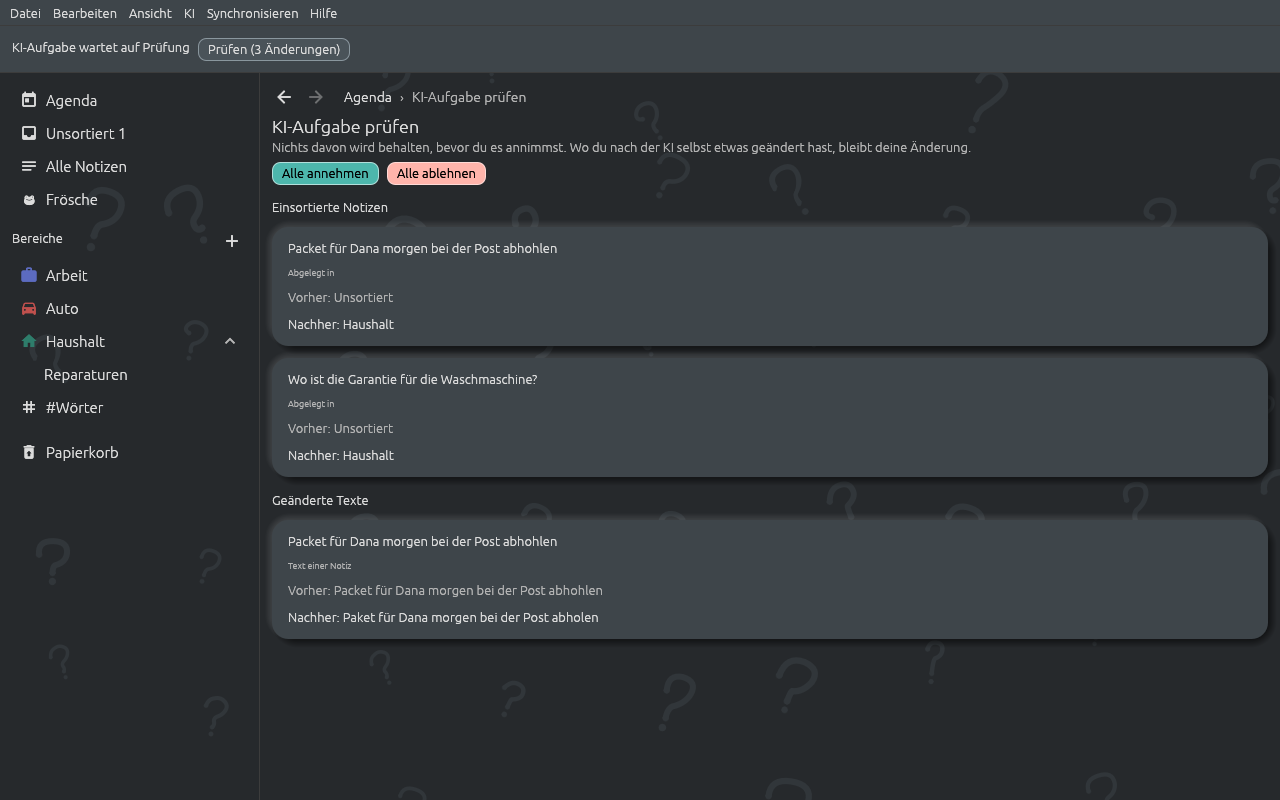 Datei Bearbeiten Ansicht KI Synchronisieren Hilfe
KI-Aufgabe wartet auf Prüfung Prüfen (3 Änderungen)
Agenda
Unsortiert 1
Alle Notizen
Frösche
Bereiche
Arbeit
Auto
Haushalt
Reparaturen
#Wörter
Papierkorb
Agenda › KI-Aufgabe prüfen
KI-Aufgabe prüfen
Nichts davon wird behalten, bevor du es annimmst. Wo du nach der KI selbst etwas geändert hast, bleibt deine Änderung.
Alle annehmen Alle ablehnen
Einsortierte Notizen
Packet für Dana morgen bei der Post abhohlen
Abgelegt in
Vorher: Unsortiert
Nachher: Haushalt
Wo ist die Garantie für die Waschmaschine?
Abgelegt in
Vorher: Unsortiert
Nachher: Haushalt
Geänderte Texte
Packet für Dana morgen bei der Post abhohlen
Text einer Notiz
Vorher: Packet für Dana morgen bei der Post abhohlen
Nachher: Paket für Dana morgen bei der Post abholen